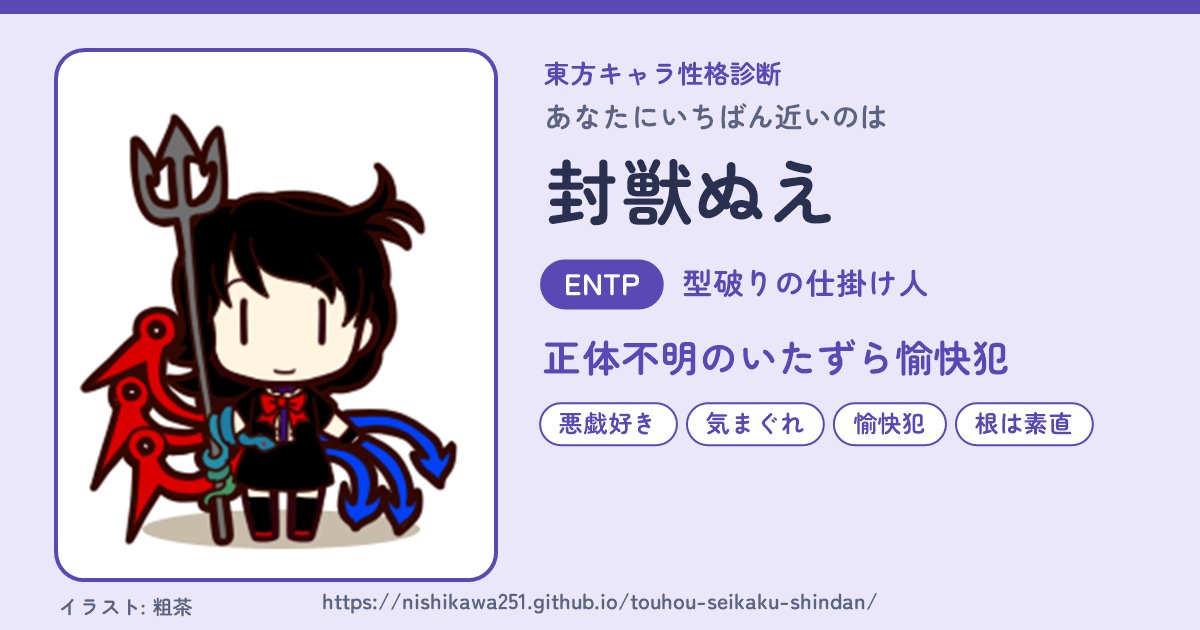 東方キャラ性格診断
あなたにいちばん近いのは
封獣ぬえ
ENTP 型破りの仕掛け人
正体不明のいたずら愉快犯
悪戯好き 気まぐれ 愉快犯 根は素直
イラスト: 粗茶 https://nishikawa251.github.io/touhou-seikaku-shindan/